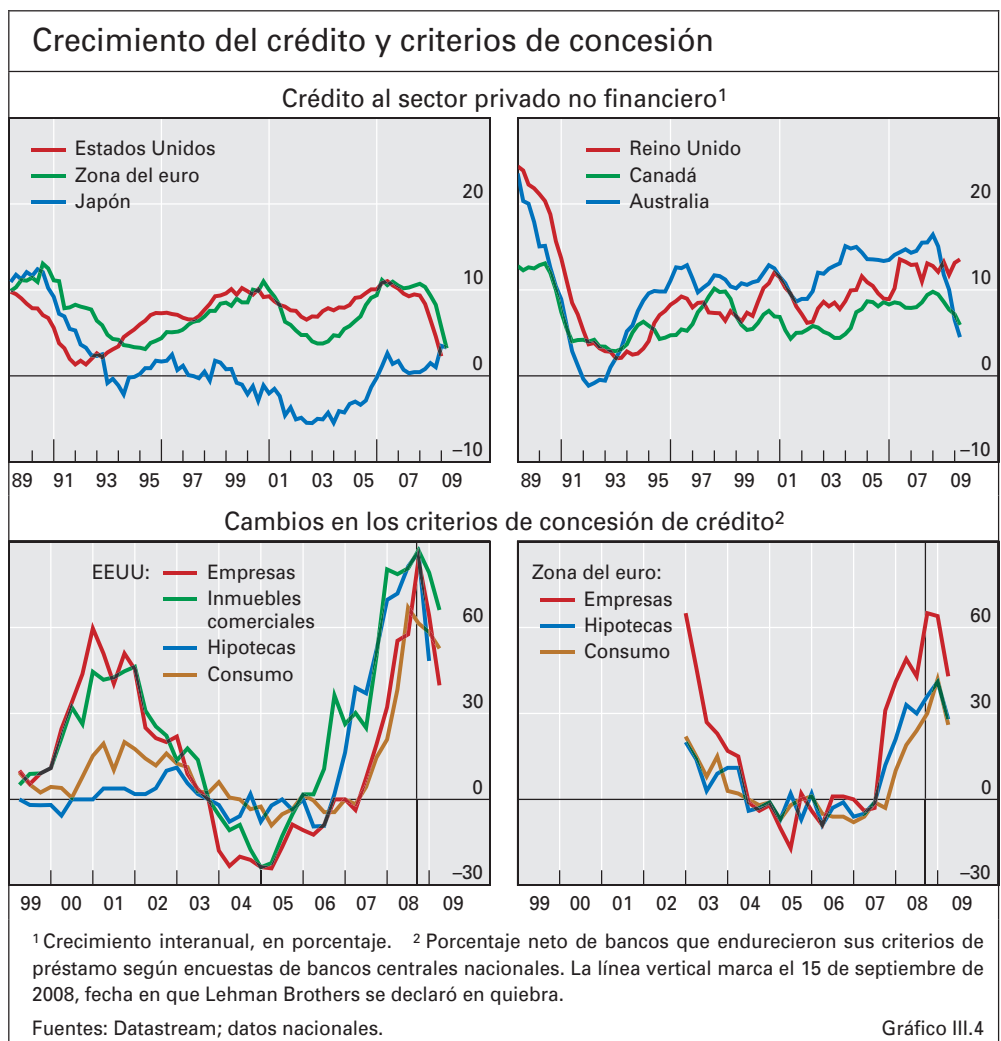 Crecimiento del crédito y criterios de concesión
Crédito al sector privado no financiero¹
Estados Unidos
Zona del euro
Japón
20
10
0
–10
89 91 93 95 97 99 01 03 05 07 09
Reino Unido
Canadá
Australia
20
10
0
–10
89 91 93 95 97 99 01 03 05 07 09
Cambios en los criterios de concesión de crédito²
EEUU:
Empresas
Inmuebles
comerciales
Hipotecas
Consumo
60
30
0
–30
99 00 01 02 03 04 05 06 07 08 09
Zona del euro:
Empresas
Hipotecas
Consumo
60
30
0
–30
99 00 01 02 03 04 05 06 07 08 09
¹ Crecimiento interanual, en porcentaje. ² Porcentaje neto de bancos que endurecieron sus criterios de
préstamo según encuestas de bancos centrales nacionales. La línea vertical marca el 15 de septiembre de
2008, fecha en que Lehman Brothers se declaró en quiebra.
Fuentes: Datastream; datos nacionales. Gráfico III.4